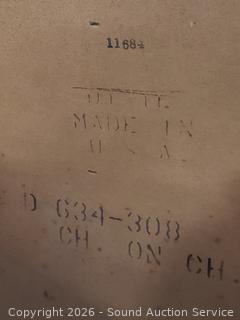 11684
MADE IN
U.S.A.
D 634-308
CH. ON CH
Copyright 2026 - Sound Auction Service